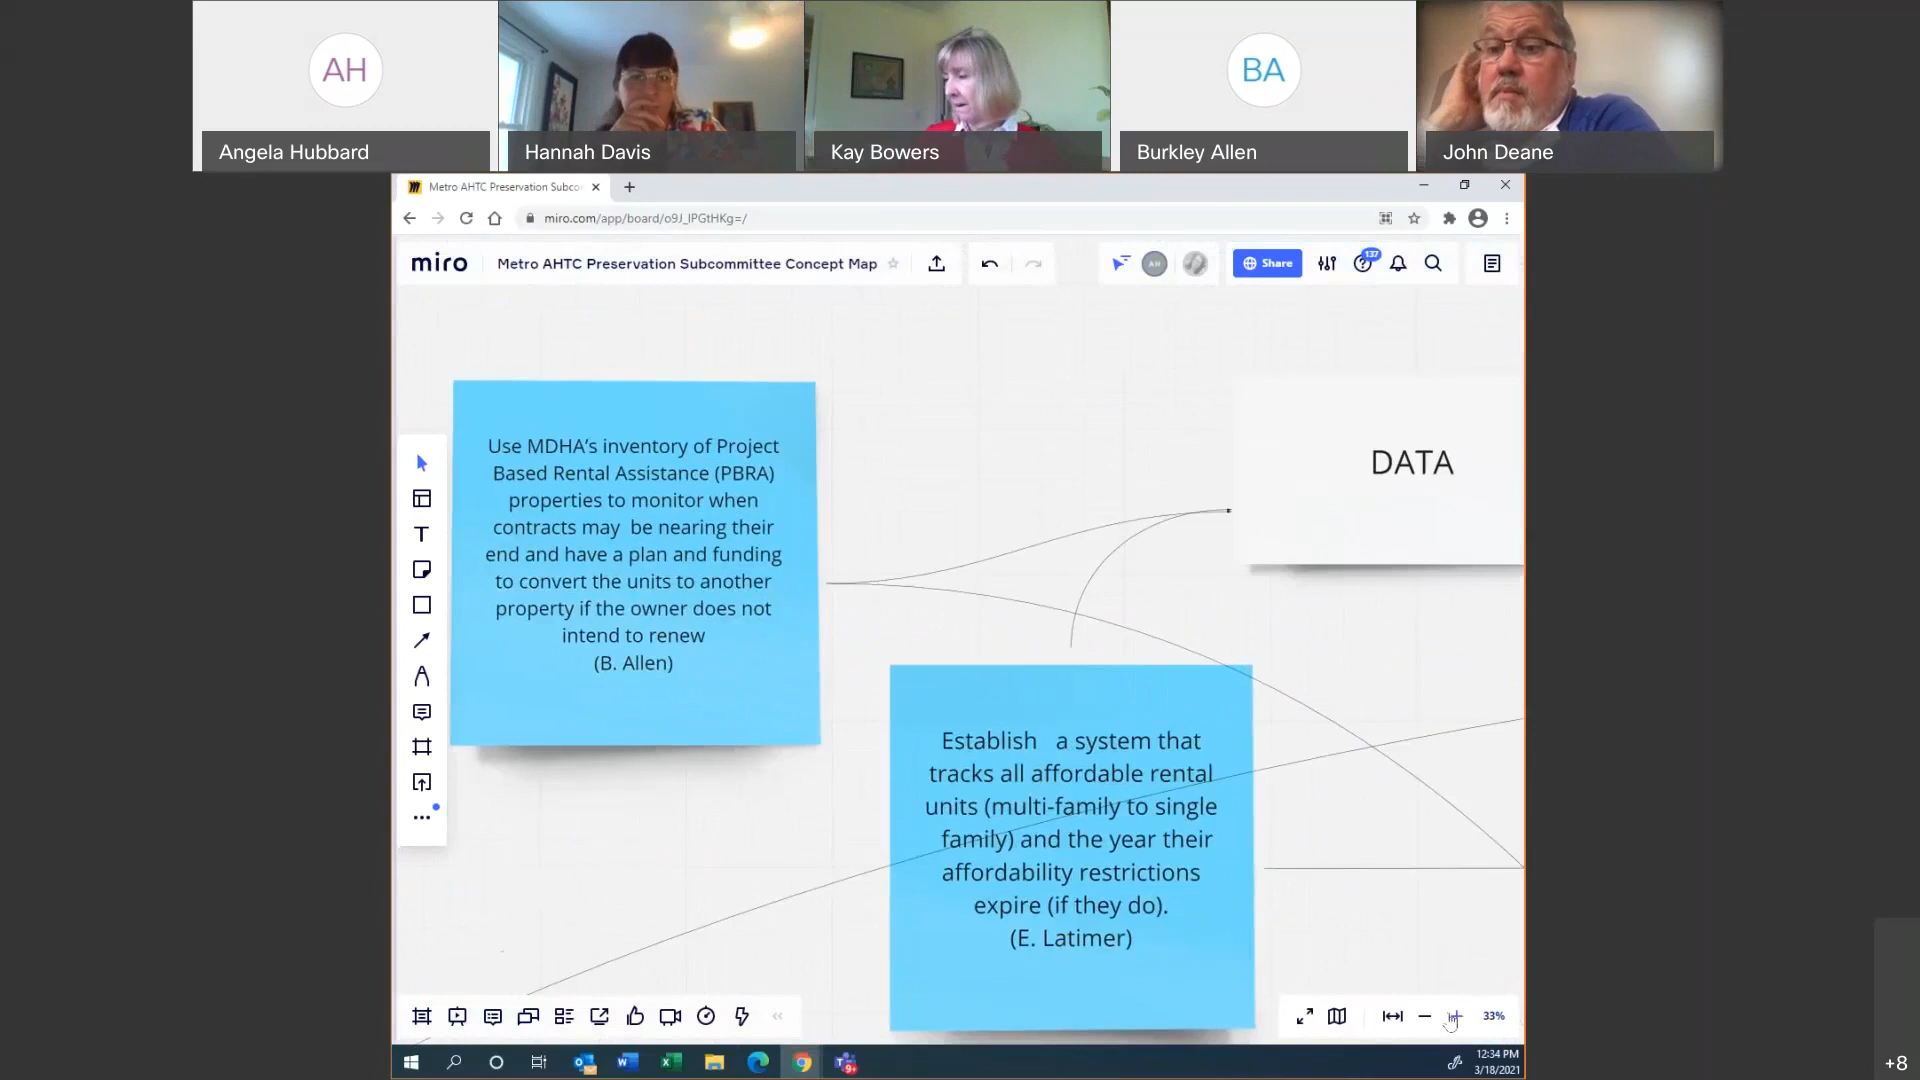 AH
BA
Angela Hubbard
Hannah Davis
Kay Bowers
Burkley Allen
John Deane
Metro AHTC Preservation Subco
miro.com/app/board/o9J_lPGtHKg=/
miro
Metro AHTC Preservation Subcommittee Concept Map
AH
Share
137
Use MDHA's inventory of Project
Based Rental Assistance (PBRA)
properties to monitor when
contracts may be nearing their
end and have a plan and funding
to convert the units to another
property if the owner does not
intend to renew
(B. Allen)
DATA
Establish a system that
tracks all affordable rental
units (multi-family to single
family) and the year their
affordability restrictions
expire (if they do).
(E. Latimer)
33%
9+
12:34 PM
3/18/2021
+8